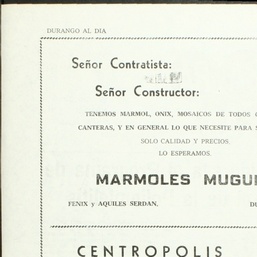 DURANGO AL DIA
Señor Contratista:
Señor Constructor:
TENEMOS MARMOL, ONIX, MOSAICOS DE TODOS
CANTERAS, Y EN GENERAL LO QUE NECESITE PARA
SOLO CALIDAD Y PRECIOS
LO ESPERAMOS.
MARMOLES MUGU
FENIX y AQUILES SERDAN.
CENTROPOLIS